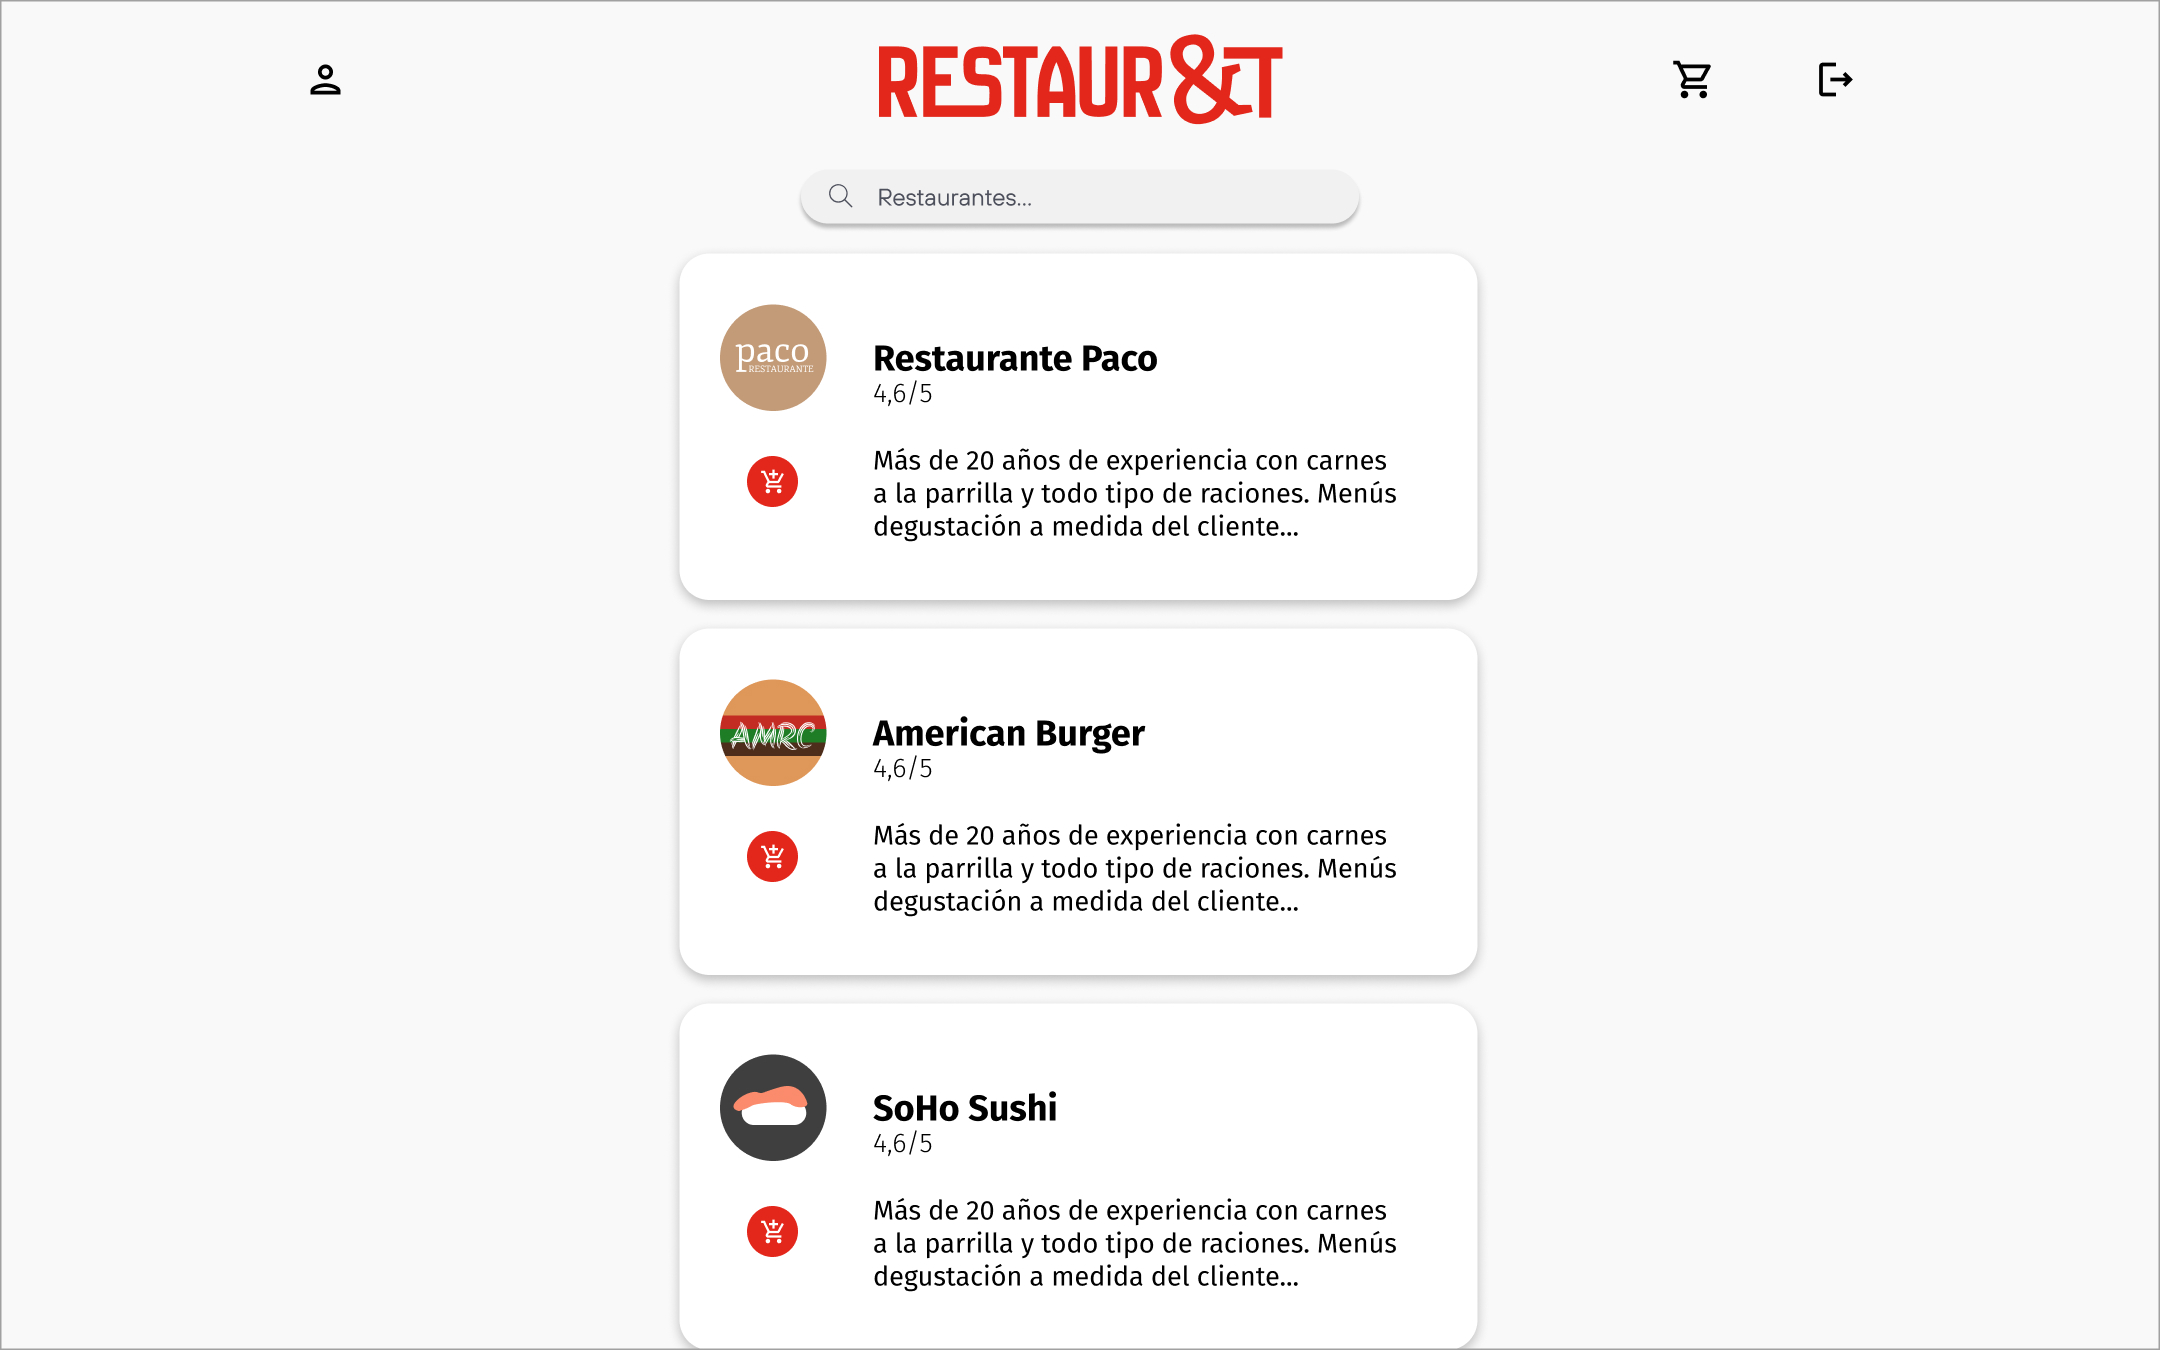 RESTAUR&T
Restaurantes...
paco
RESTAURANTE
Restaurante Paco
4,6/5
Más de 20 años de experiencia con carnes
a la parrilla y todo tipo de raciones. Menús
degustación a medida del cliente...
AMRC
American Burger
4,6/5
Más de 20 años de experiencia con carnes
a la parrilla y todo tipo de raciones. Menús
degustación a medida del cliente...
SoHo Sushi
4,6/5
Más de 20 años de experiencia con carnes
a la parrilla y todo tipo de raciones. Menús
degustación a medida del cliente...